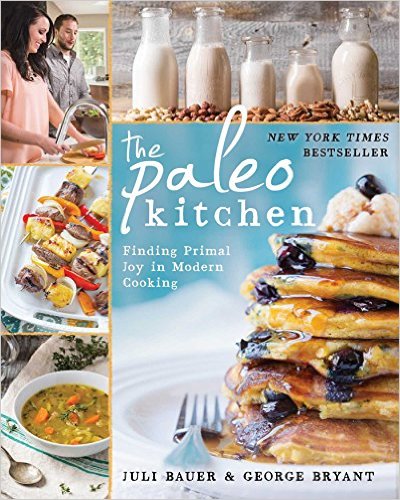 NEW YORK TIMES
BESTSELLER
the
paleo
kitchen
Finding Primal
Joy in Modern
Cooking
JULI BAUER & GEORGE BRYANT